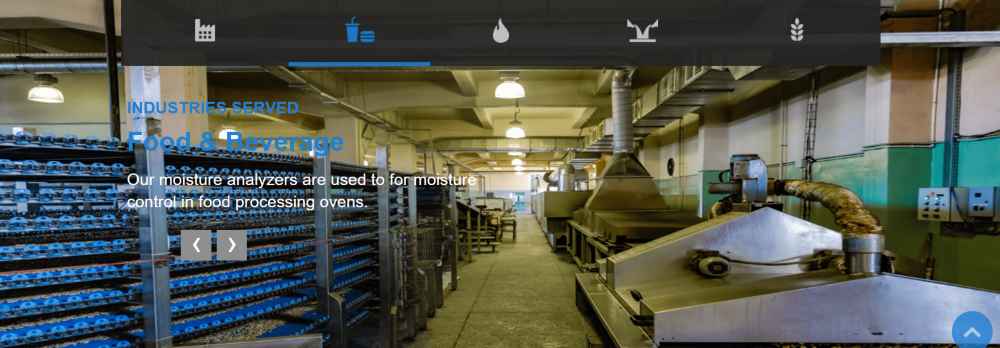 INDUSTRIES SERVED
Food & Beverage
Our moisture analyzers are used to for moisture
control in food processing ovens.